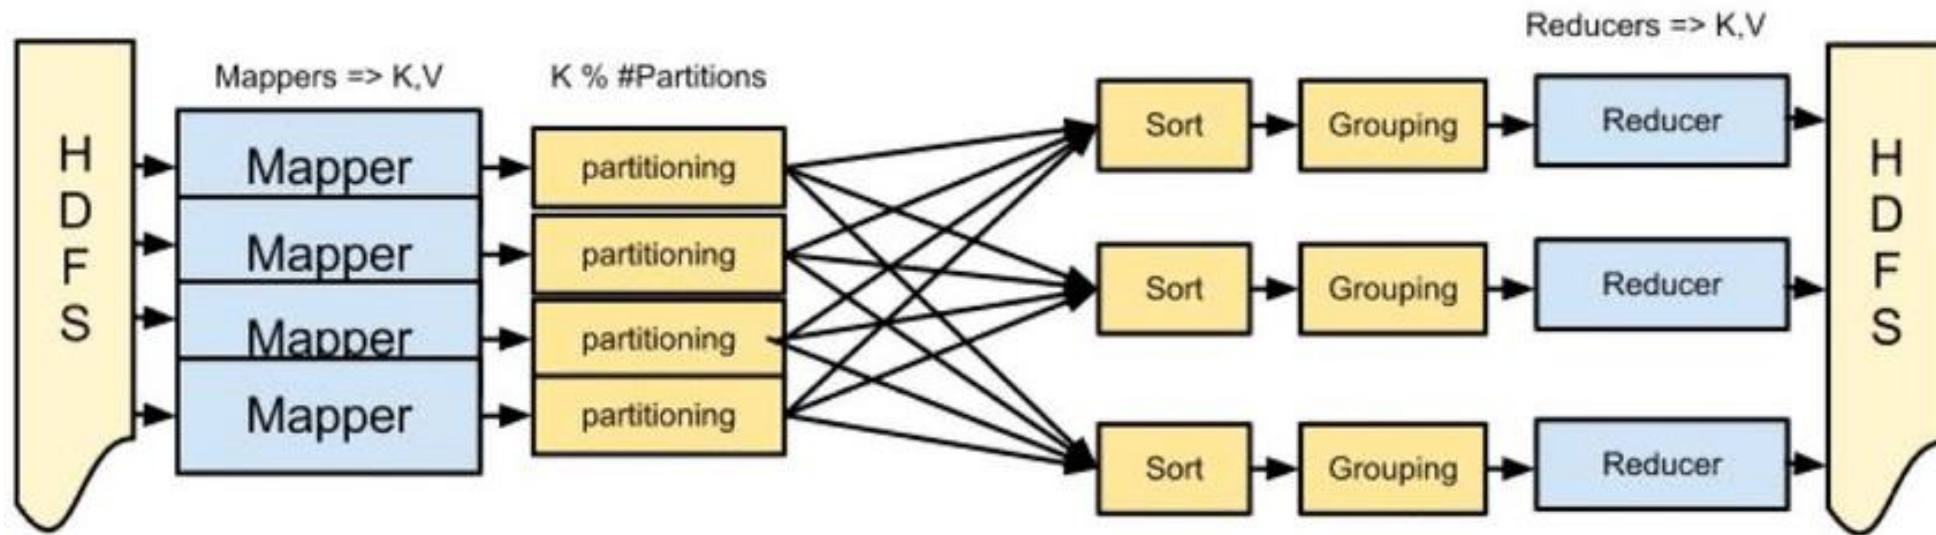 Reducers => K,V
Mappers => K,V
K % #Partitions
H
D
F
S
Mapper
Mapper
Mapper
Mapper
partitioning
partitioning
partitioning
partitioning
Sort
Grouping
Reducer
Sort
Grouping
Reducer
Sort
Grouping
Reducer
H
D
F
S